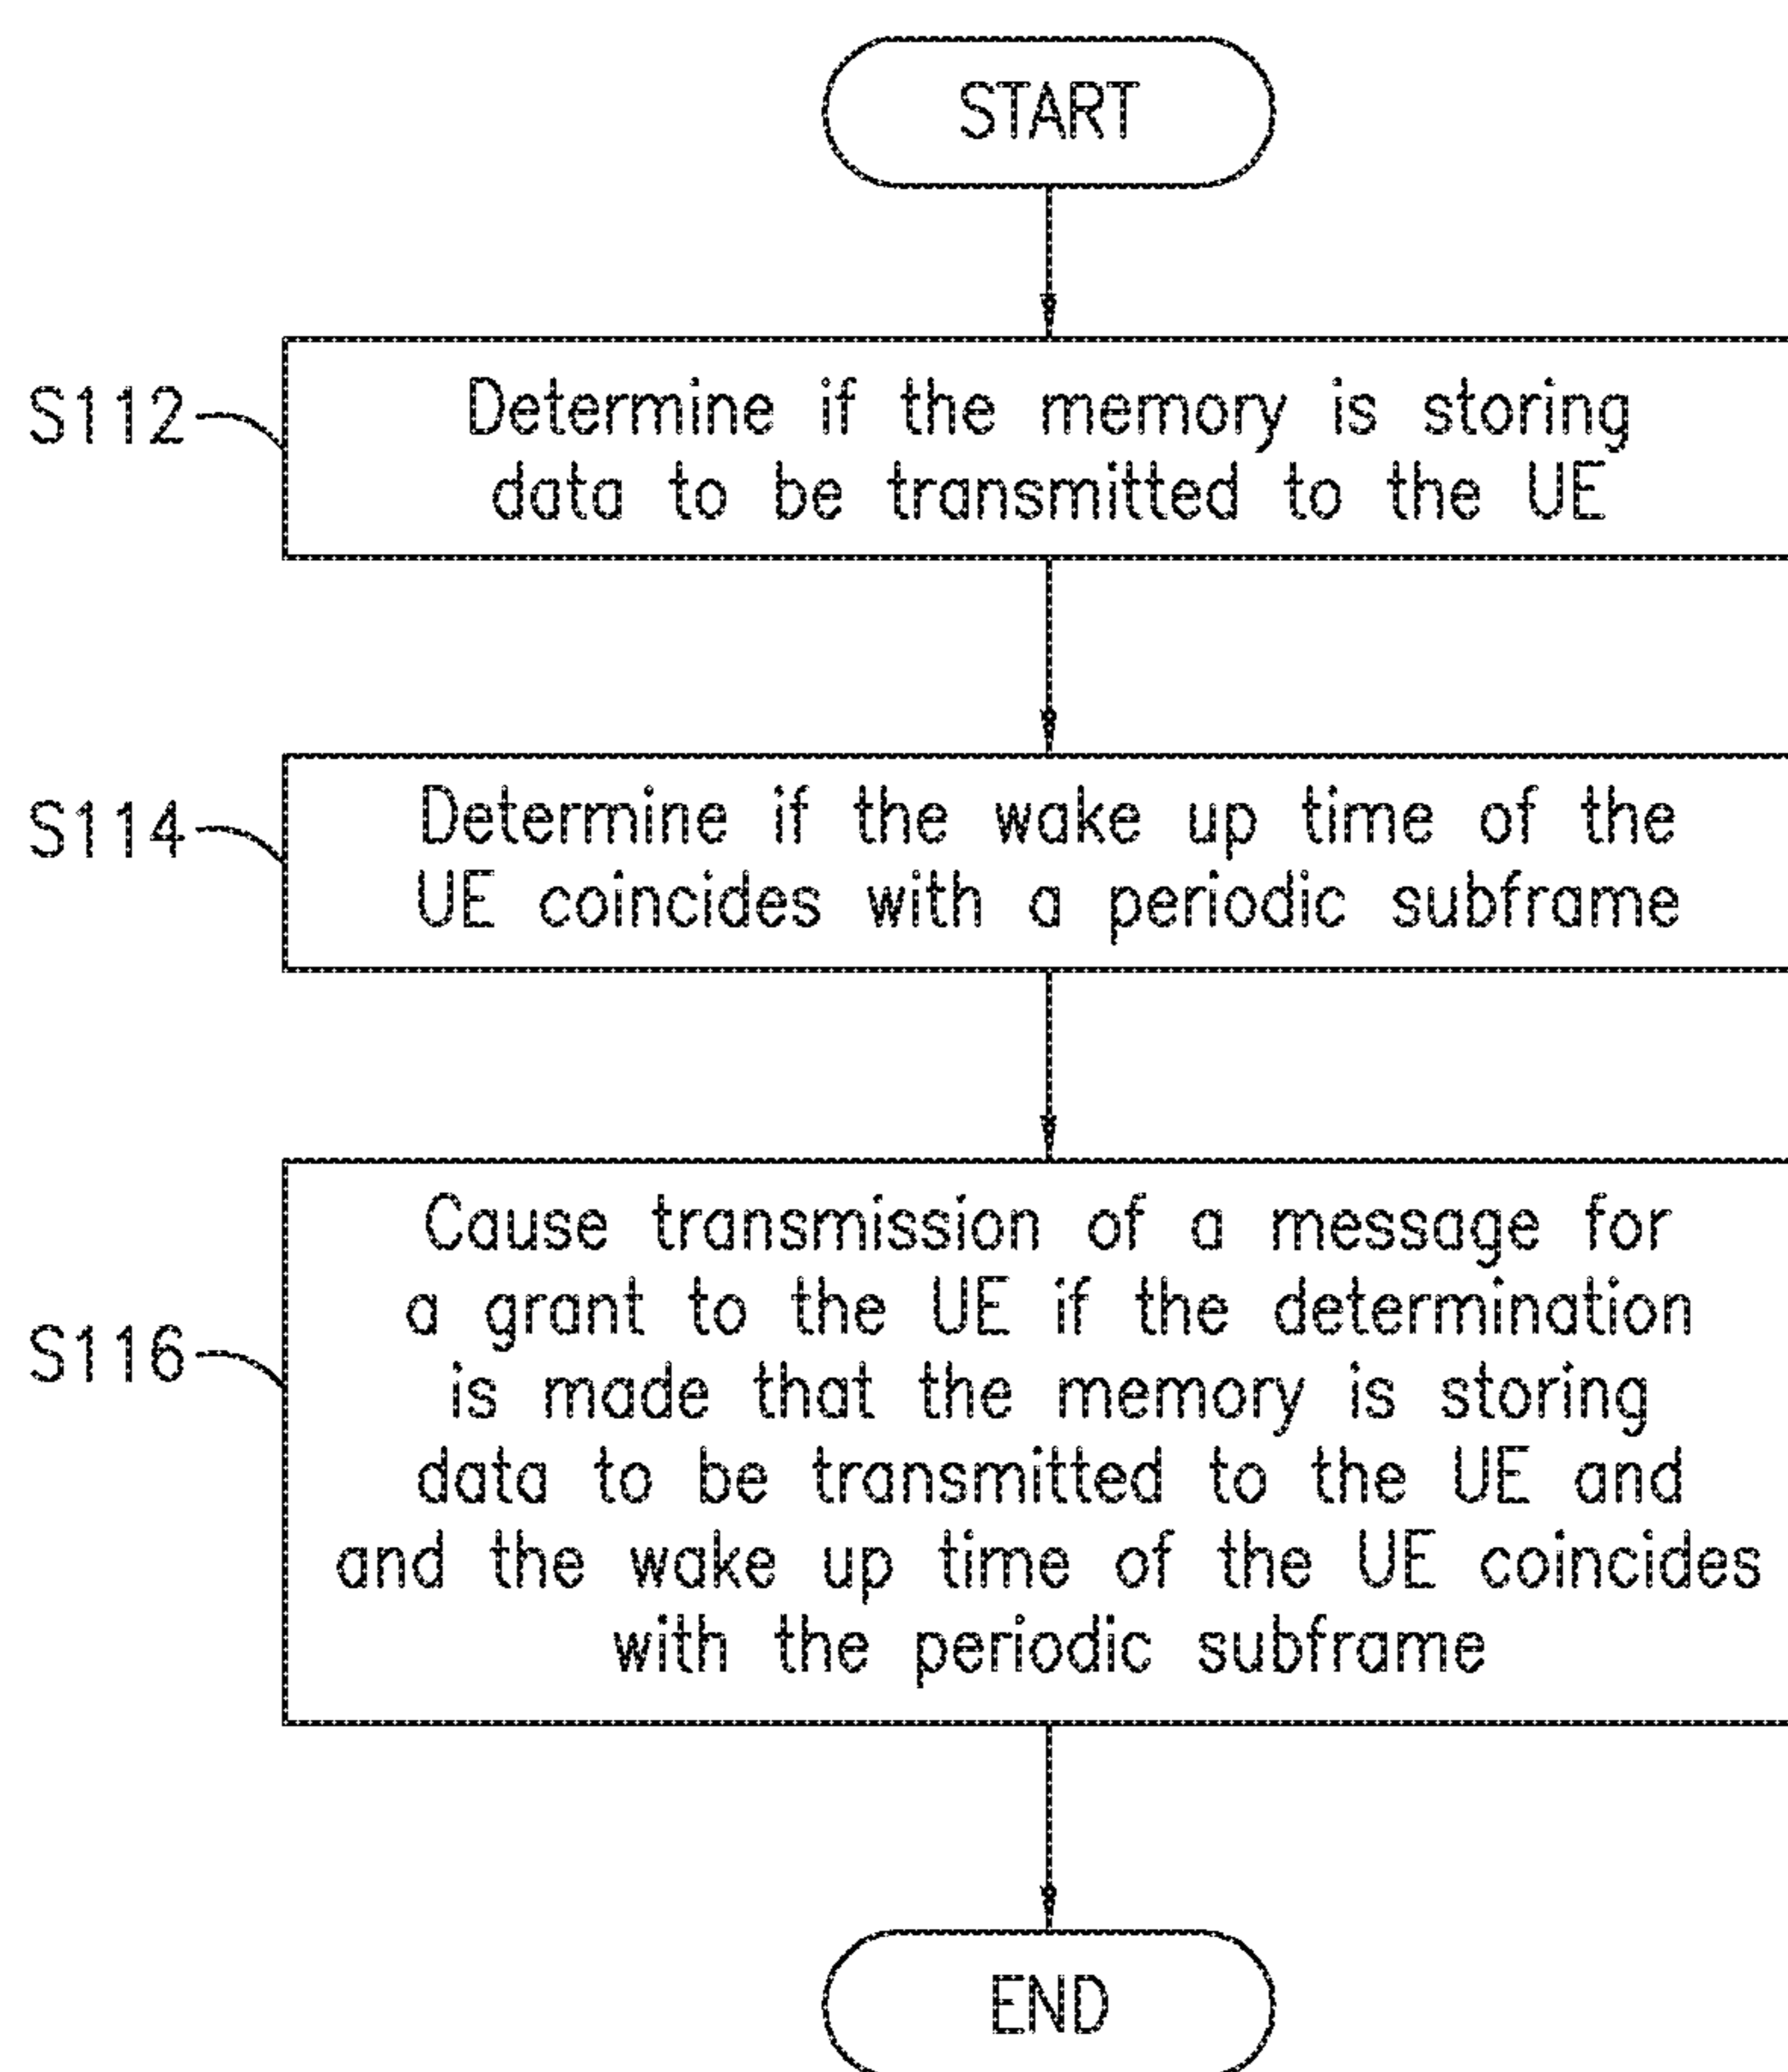 START
S112
Determine if the memory is storing
data to be transmitted to the UE
S114
Determine if the wake up time of the
UE coincides with a periodic subframe
S116
Cause transmission of a message for
a grant to the UE if the determination
is made that the memory is storing
data to be transmitted to the UE and
and the wake up time of the UE coincides
with the periodic subframe
END